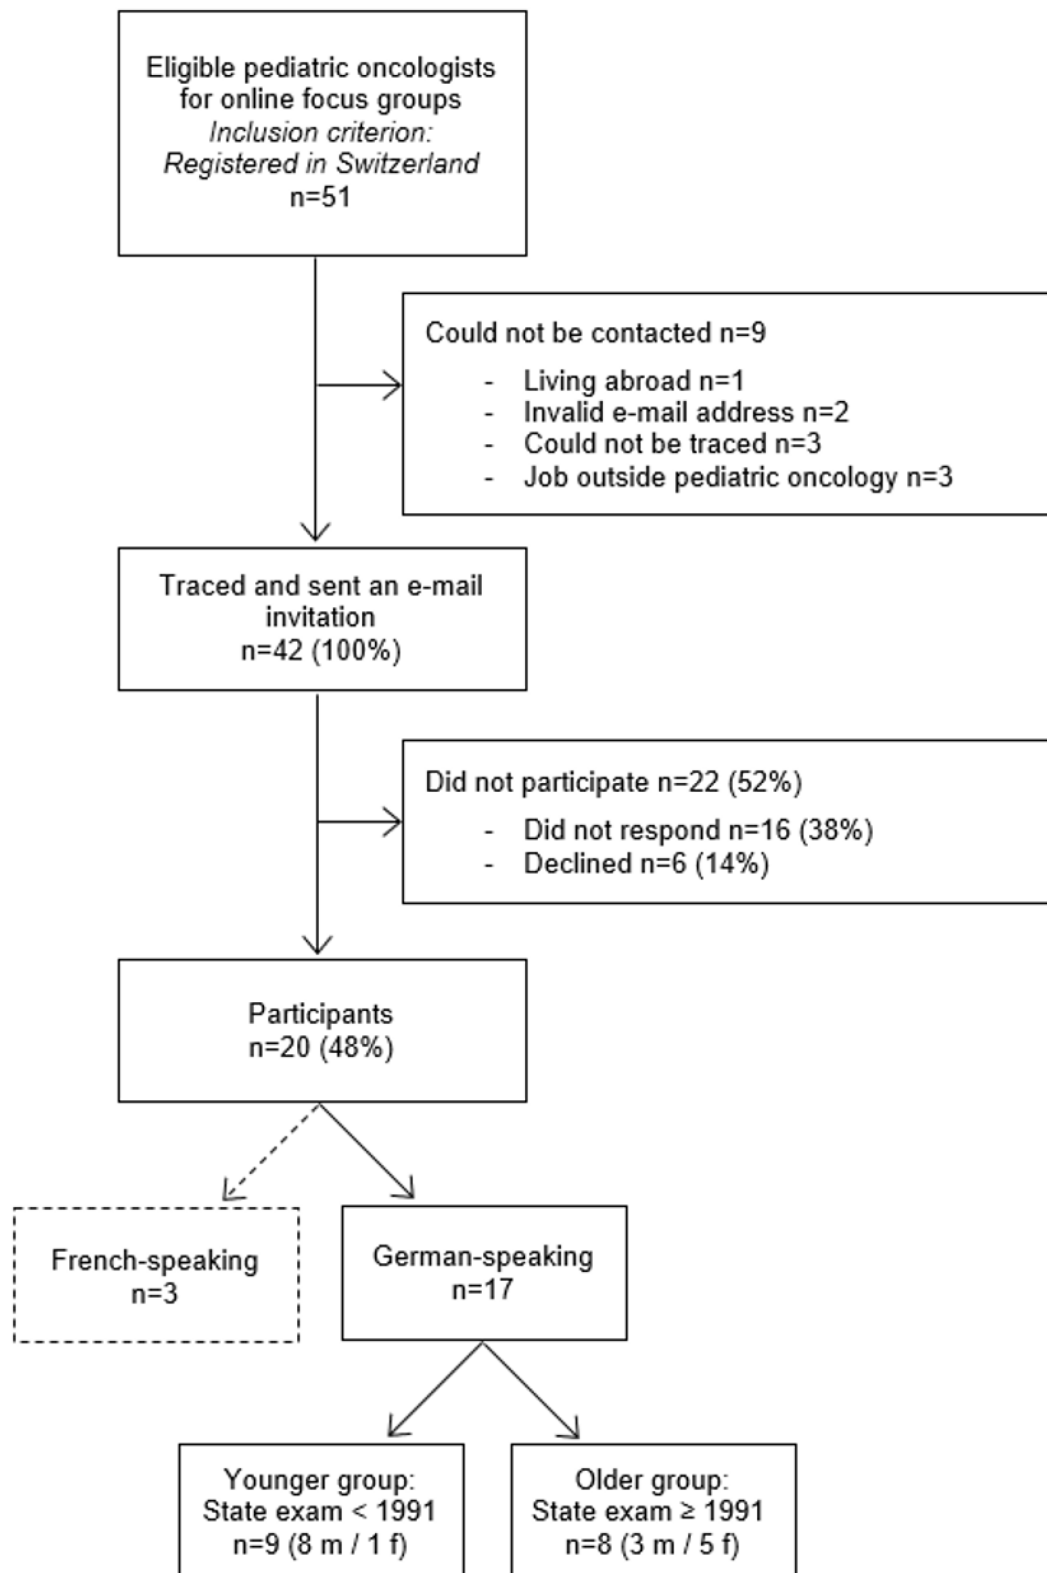 Eligible pediatric oncologists
for online focus groups
Inclusion criterion:
Registered in Switzerland
n=51
Could not be contacted n=9
- Living abroad n=1
- Invalid e-mail address n=2
- Could not be traced n=3
- Job outside pediatric oncology n=3
Traced and sent an e-mail
invitation
n=42 (100%)
Did not participate n=22 (52%)
- Did not respond n=16 (38%)
- Declined n=6 (14%)
Participants
n=20 (48%)
French-speaking
n=3
German-speaking
n=17
Younger group:
State exam < 1991
n=9 (8 m / 1 f)
Older group:
State exam ≥ 1991
n=8 (3 m / 5 f)